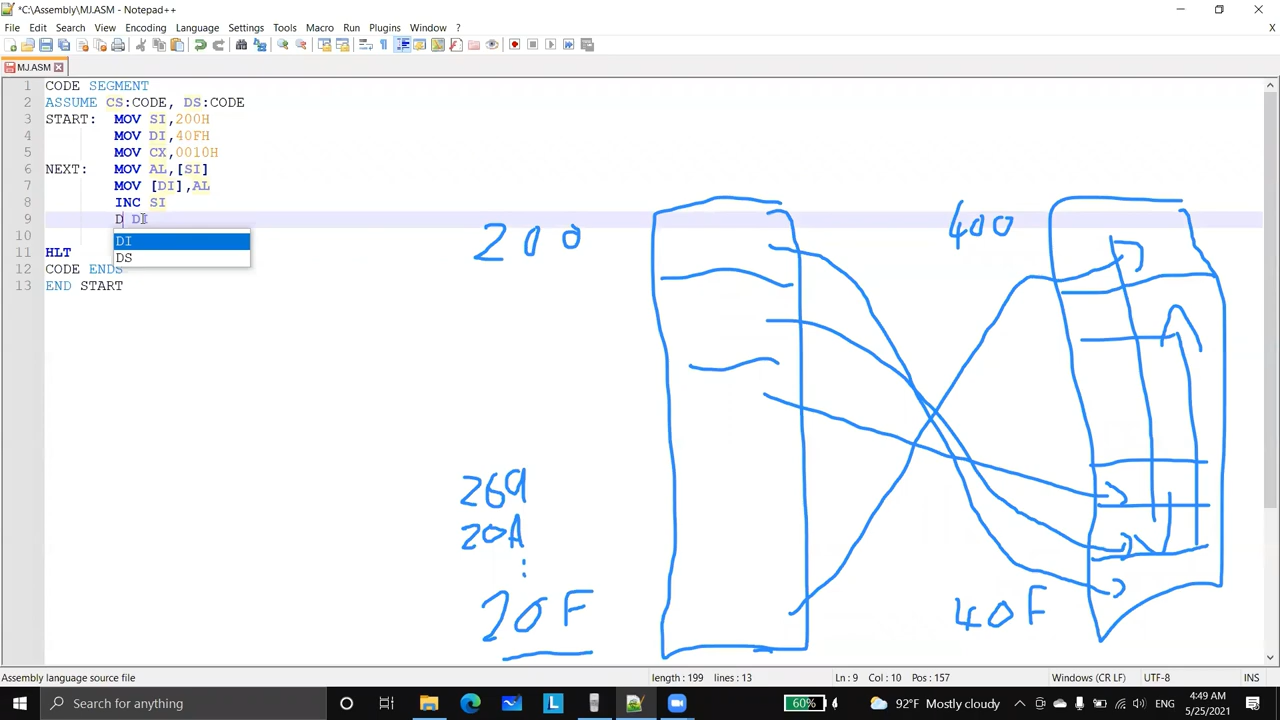 *C:\Assembly\MJ.ASM - Notepad++
File Edit Search View Encoding Language Settings Tools Macro Run Plugins Window ?
X
MJ.ASM
1 CODE SEGMENT
2 ASSUME CS:CODE, DS:CODE
3 START: MOV SI,200H
4 MOV DI,40FH
5 MOV CX,0010H
6 NEXT: MOV AL,[SI]
7 MOV [DI],AL
8 INC SI
9 D DI
10
DI
11 HLT
DS
12 CODE ENDS
13 END START
200
400
209
20A
:
20F
40F
Assembly language source file
length : 199 lines : 13
Ln : 9 Col : 10 Pos : 157
Windows (CR LF)
UTF-8
INS
Type here to search
60%
92°F Mostly cloudy
ENG
4:49 AM
5/25/2021